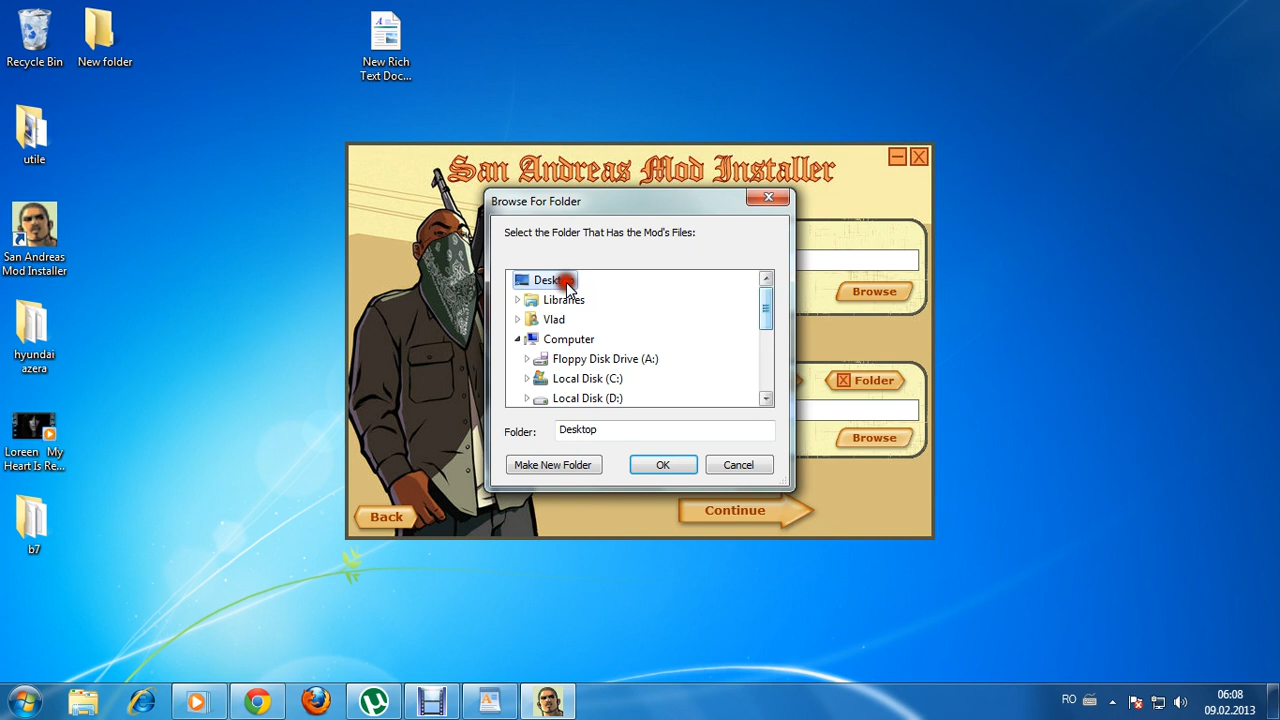 Recycle Bin
New folder
New Rich
Text Doc...
utile
San Andreas
Mod Installer
hyundai
azera
Loreen My
Heart Is Re...
b7
San Andreas Mod Installer
Browse For Folder
Select the Folder That Has the Mod's Files:
Libraries
Vlad
Computer
Floppy Disk Drive (A:)
Local Disk (C:)
Local Disk (D:)
Folder:
Desktop
Make New Folder
OK
Cancel
Browse
Folder
Browse
Back
Continue
RO
06:08
09.02.2013